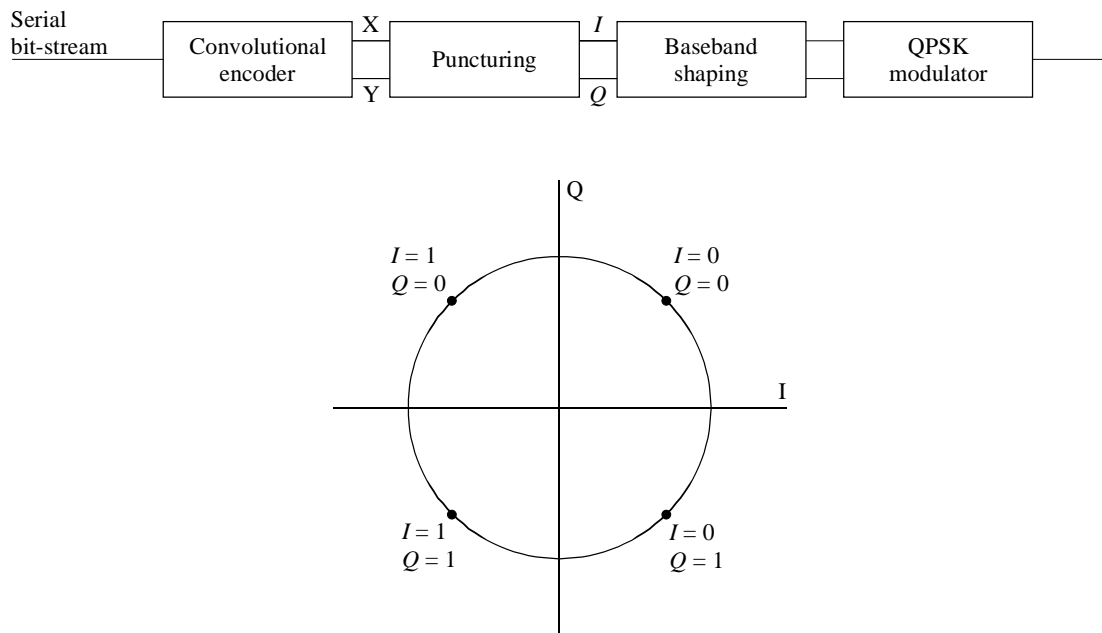 Serial
bit-stream
Convolutional
encoder
X
Y
Puncturing
I
Q
Baseband
shaping
QPSK
modulator
Q
I = 1
Q = 0
I = 0
Q = 0
I
I = 1
Q = 1
I = 0
Q = 1